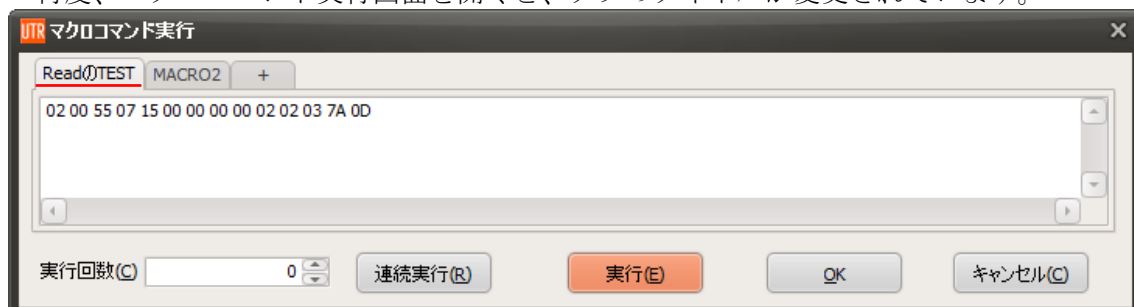 UTR マクロコマンド実行
ReadのTEST MACRO2 +
02 00 55 07 15 00 00 00 00 02 02 03 7A 0D
実行回数(C) 0 連続実行(R) 実行(E) OK キャンセル(C)